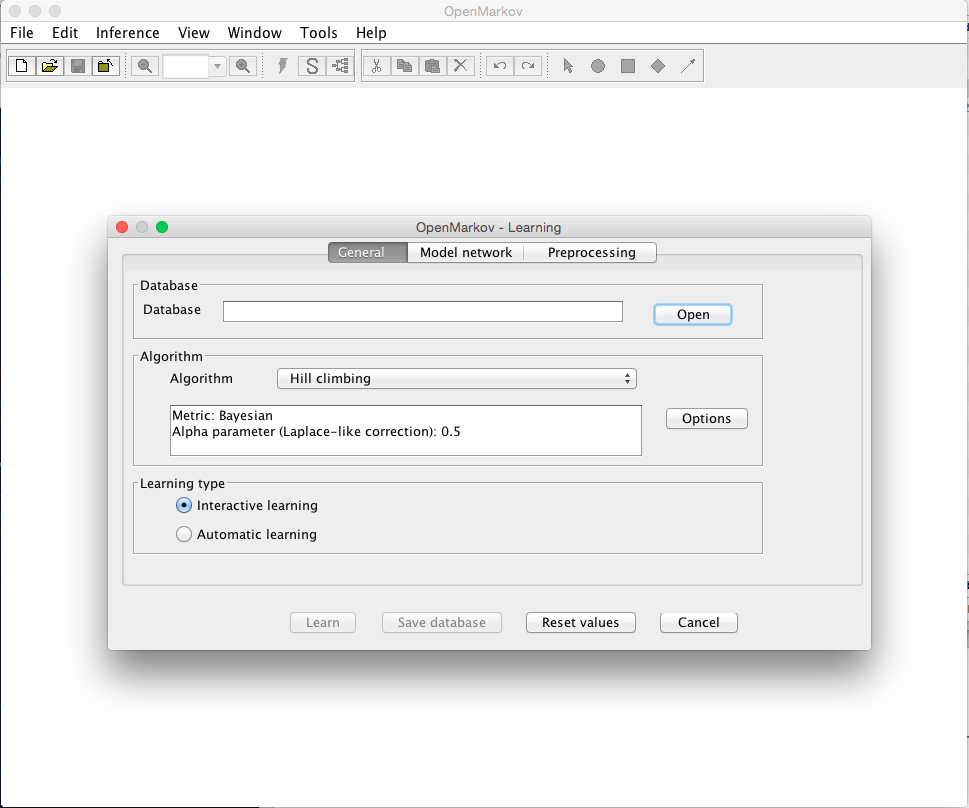 OpenMarkov
File Edit Inference View Window Tools Help
S
OpenMarkov - Learning
General Model network Preprocessing
Database
Database Open
Algorithm
Algorithm Hill climbing
Metric: Bayesian
Alpha parameter (Laplace-like correction): 0.5
Options
Learning type
Interactive learning
Automatic learning
Learn Save database Reset values Cancel